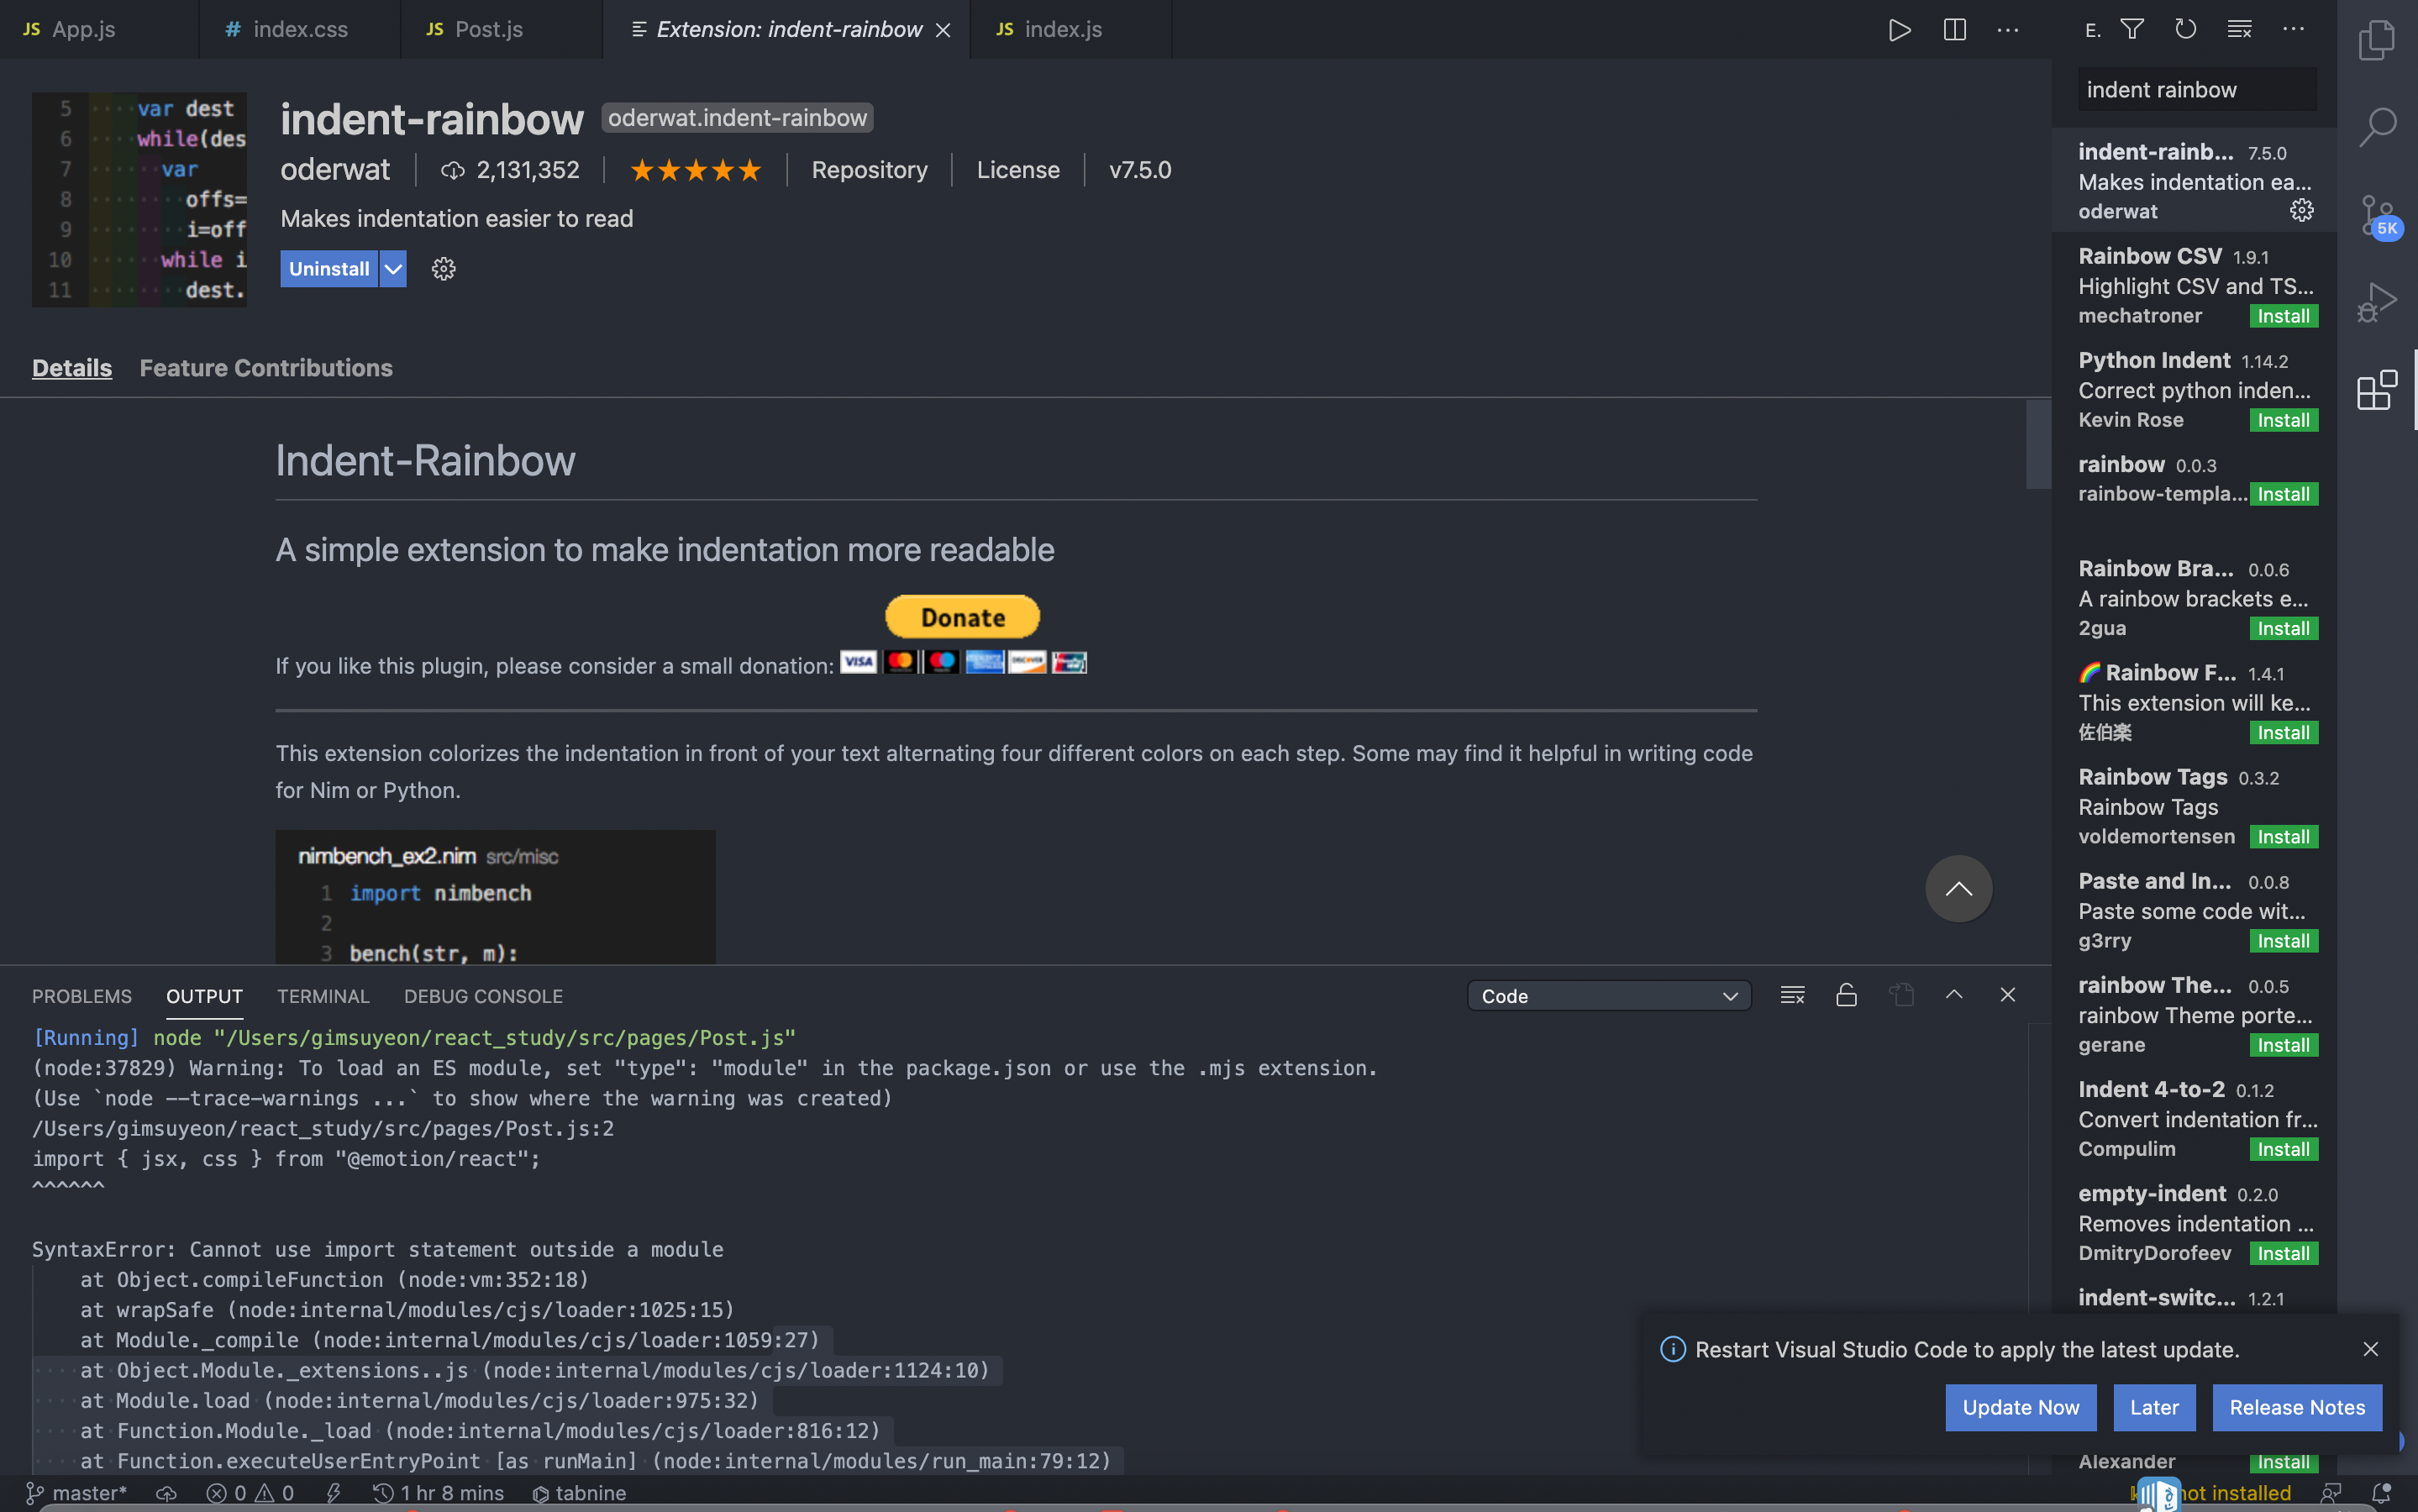 JS App.js
# index.css
JS Post.js
Extension: indent-rainbow
JS index.js
E.
5 var dest
6 while(des
7 var
8 offs=
9 i=off
10 while i
11 dest.
indent-rainbow oderwat.indent-rainbow
oderwat 2,131,352 ★★★★★ Repository License v7.5.0
Makes indentation easier to read
Uninstall
Details Feature Contributions
Indent-Rainbow
A simple extension to make indentation more readable
Donate
If you like this plugin, please consider a small donation: VISA
This extension colorizes the indentation in front of your text alternating four different colors on each step. Some may find it helpful in writing code
for Nim or Python.
nimbench_ex2.nim src/misc
1 import nimbench
2
3 bench(str, m):
PROBLEMS OUTPUT TERMINAL DEBUG CONSOLE
Code
[Running] node "/Users/gimsuyeon/react_study/src/pages/Post.js"
(node:37829) Warning: To load an ES module, set "type": "module" in the package.json or use the .mjs extension.
(Use `node --trace-warnings ...` to show where the warning was created)
/Users/gimsuyeon/react_study/src/pages/Post.js:2
import { jsx, css } from "@emotion/react";
^^^^^^
SyntaxError: Cannot use import statement outside a module
at Object.compileFunction (node:vm:352:18)
at wrapSafe (node:internal/modules/cjs/loader:1025:15)
at Module._compile (node:internal/modules/cjs/loader:1059:27)
at Object.Module._extensions..js (node:internal/modules/cjs/loader:1124:10)
at Module.load (node:internal/modules/cjs/loader:975:32)
at Function.Module._load (node:internal/modules/cjs/loader:816:12)
at Function.executeUserEntryPoint [as runMain] (node:internal/modules/run_main:79:12)
master* 0 0 1 hr 8 mins tabnine
indent rainbow
indent-rainb... 7.5.0
Makes indentation ea...
oderwat
Rainbow CSV 1.9.1
Highlight CSV and TS...
mechatroner Install
Python Indent 1.14.2
Correct python inden...
Kevin Rose Install
rainbow 0.0.3
rainbow-templa... Install
Rainbow Bra... 0.0.6
A rainbow brackets e...
2gua Install
🌈 Rainbow F... 1.4.1
This extension will ke...
佐伯楽 Install
Rainbow Tags 0.3.2
Rainbow Tags
voldemortensen Install
Paste and In... 0.0.8
Paste some code wit...
g3rry Install
rainbow The... 0.0.5
rainbow Theme porte...
gerane Install
Indent 4-to-2 0.1.2
Convert indentation fr...
Compulim Install
empty-indent 0.2.0
Removes indentation ...
DmitryDorofeev Install
indent-switc... 1.2.1
Restart Visual Studio Code to apply the latest update.
Update Now Later Release Notes
Alexander Install
not installed
5K